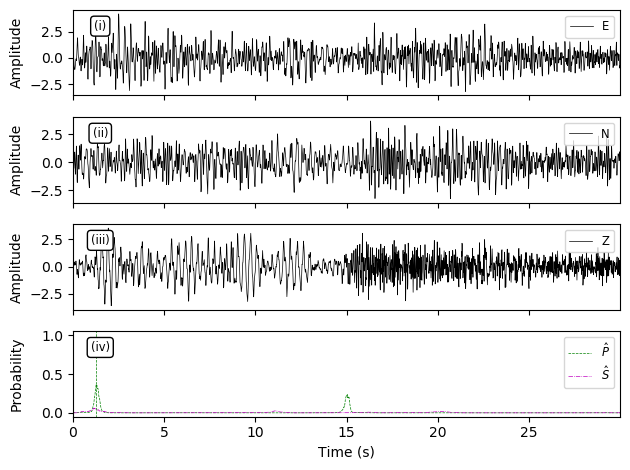 Amplitude
2.5
0.0
−2.5
(i)
E
Amplitude
2.5
0.0
−2.5
(ii)
N
Amplitude
2.5
0.0
−2.5
(iii)
Z
Probability
1.0
0.5
0.0
(iv)
P̂
Ŝ
0 5 10 15 20 25
Time (s)